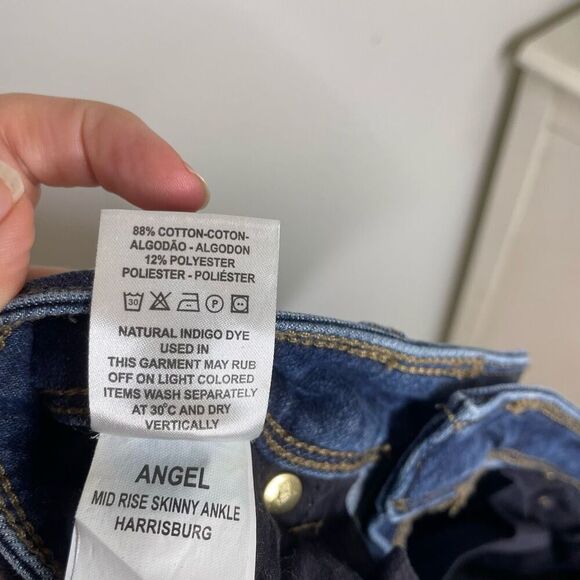 88% COTTON-COTON-
ALGODÃO - ALGODON
12% POLYESTER
POLIESTER - POLIÉSTER
30 P
NATURAL INDIGO DYE
USED IN
THIS GARMENT MAY RUB
OFF ON LIGHT COLORED
ITEMS WASH SEPARATELY
AT 30°C AND DRY
VERTICALLY
ANGEL
MID RISE SKINNY ANKLE
HARRISBURG